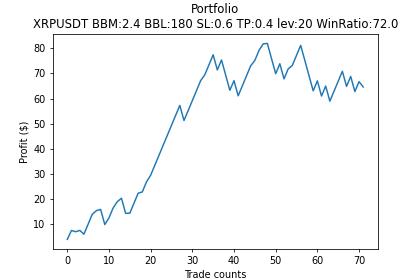 Portfolio
XRPUSDT BBM:2.4 BBL:180 SL:0.6 TP:0.4 lev:20 WinRatio:72.0
80
70
60
50
40
30
20
10
Profit ($)
0 10 20 30 40 50 60 70
Trade counts